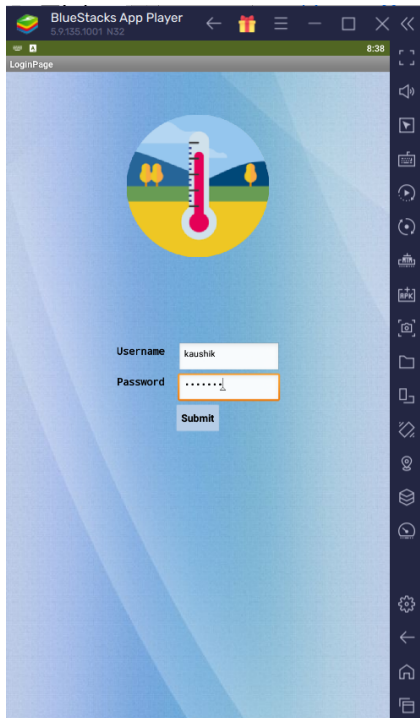 BlueStacks App Player
5.9.135.1001 N32
8:38
LoginPage
Username kaushik
Password •••••••
Submit